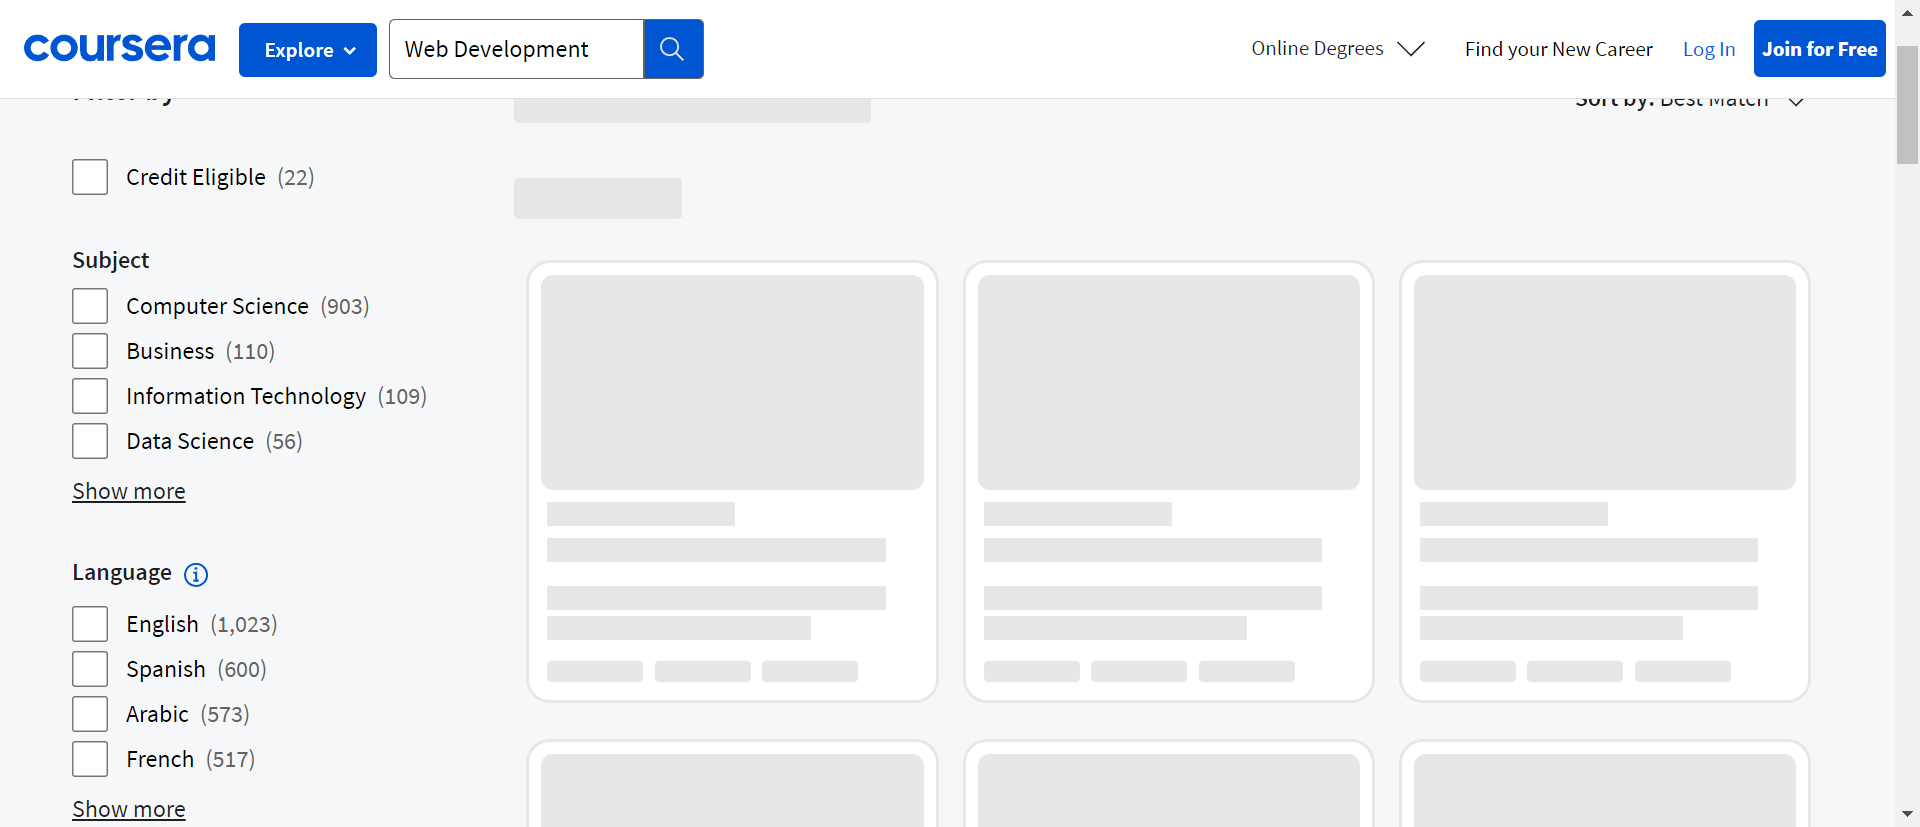 coursera
Explore
Web Development
Online Degrees
Find your New Career
Log In
Join for Free
Filter by
Sort by: Best Match
Credit Eligible (22)
Subject
Computer Science (903)
Business (110)
Information Technology (109)
Data Science (56)
Show more
Language
English (1,023)
Spanish (600)
Arabic (573)
French (517)
Show more